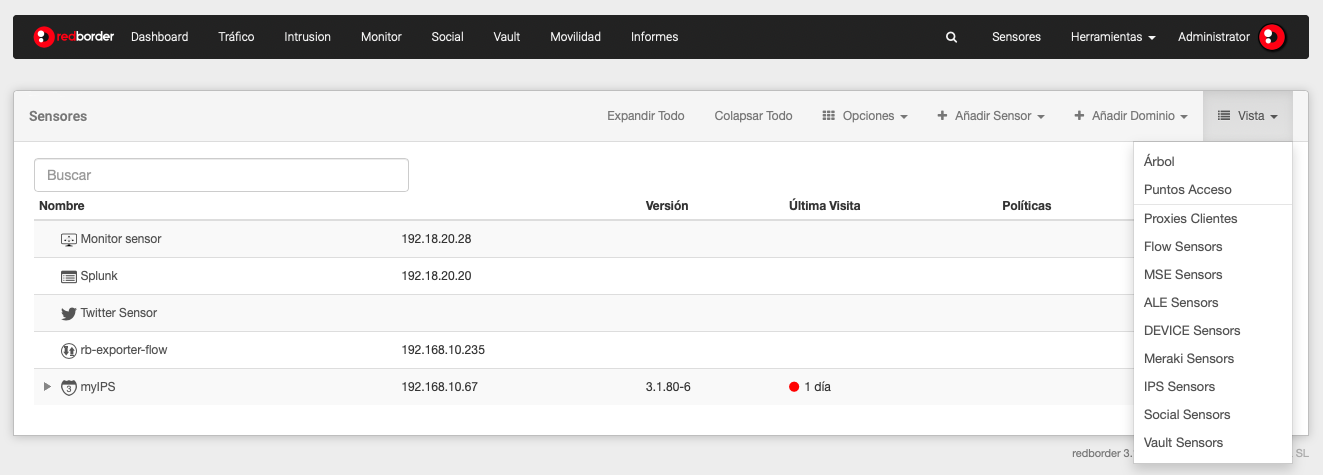 redborder Dashboard Tráfico Intrusion Monitor Social Vault Movilidad Informes Sensores Herramientas Administrator
Sensores Expandir Todo Colapsar Todo Opciones Añadir Sensor Añadir Dominio Vista
Buscar
Nombre Versión Última Visita Políticas
Monitor sensor 192.18.20.28
Splunk 192.18.20.20
Twitter Sensor
rb-exporter-flow 192.168.10.235
3 myIPS 192.168.10.67 3.1.80-6 1 día
Árbol
Puntos Acceso
Proxies Clientes
Flow Sensors
MSE Sensors
ALE Sensors
DEVICE Sensors
Meraki Sensors
IPS Sensors
Social Sensors
Vault Sensors
redborder 3. SL